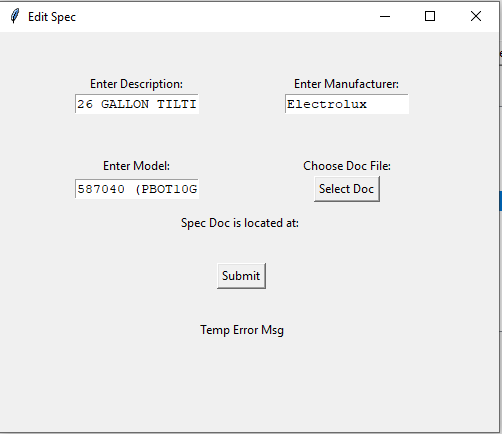 Edit Spec
Enter Description:
Enter Manufacturer:
26 GALLON TILTI
Electrolux
Enter Model:
Choose Doc File:
587040 (PBOT10G
Select Doc
Spec Doc is located at:
Submit
Temp Error Msg